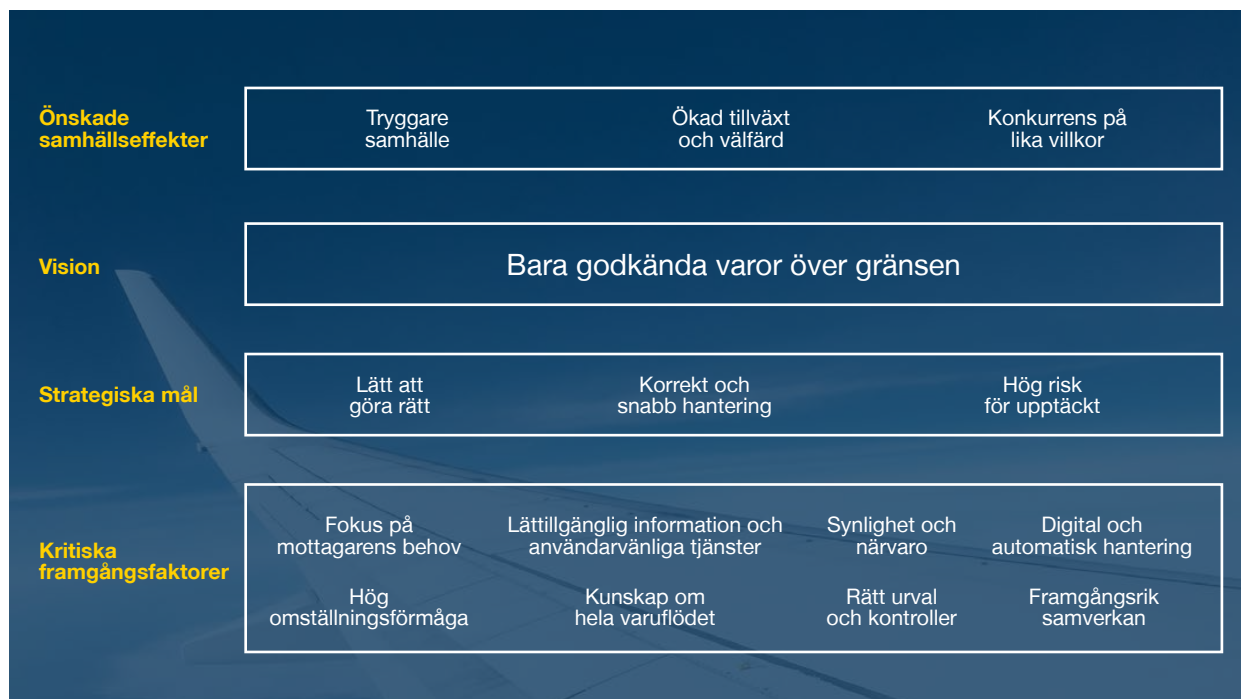 Önskade
samhällseffekter
Tryggare
samhälle
Ökad tillväxt
och välfärd
Konkurrens på
lika villkor
Vision
Bara godkända varor över gränsen
Strategiska mål
Lätt att
göra rätt
Korrekt och
snabb hantering
Hög risk
för upptäckt
Kritiska
framgångsfaktorer
Fokus på
mottagarens behov
Lättillgänglig information och
användarvänliga tjänster
Synlighet och
närvaro
Digital och
automatisk hantering
Hög
omställningsförmåga
Kunskap om
hela varuflödet
Rätt urval
och kontroller
Framgångsrik
samverkan